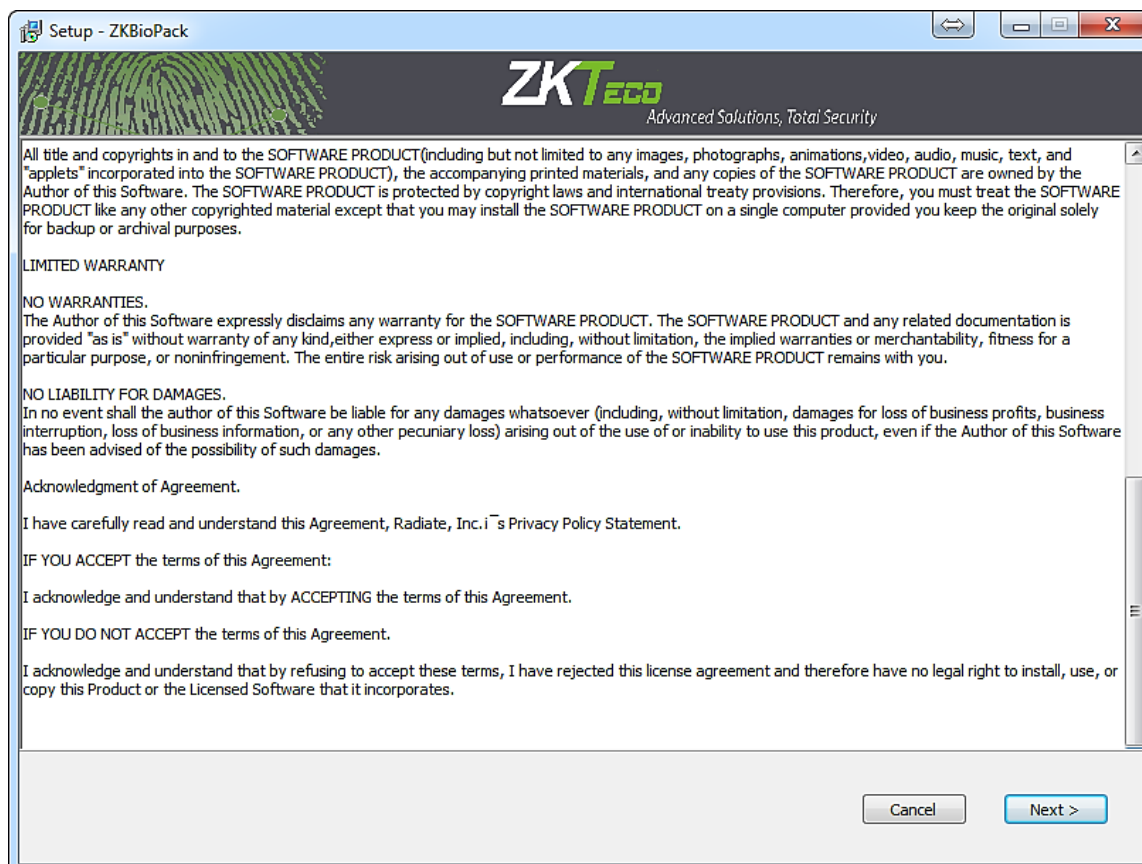 Setup - ZKBioPack
ZKTeco
Advanced Solutions, Total Security
All title and copyrights in and to the SOFTWARE PRODUCT(including but not limited to any images, photographs, animations,video, audio, music, text, and
"applets" incorporated into the SOFTWARE PRODUCT), the accompanying printed materials, and any copies of the SOFTWARE PRODUCT are owned by the
Author of this Software. The SOFTWARE PRODUCT is protected by copyright laws and international treaty provisions. Therefore, you must treat the SOFTWARE
PRODUCT like any other copyrighted material except that you may install the SOFTWARE PRODUCT on a single computer provided you keep the original solely
for backup or archival purposes.
LIMITED WARRANTY
NO WARRANTIES.
The Author of this Software expressly disclaims any warranty for the SOFTWARE PRODUCT. The SOFTWARE PRODUCT and any related documentation is
provided "as is" without warranty of any kind,either express or implied, including, without limitation, the implied warranties or merchantability, fitness for a
particular purpose, or noninfringement. The entire risk arising out of use or performance of the SOFTWARE PRODUCT remains with you.
NO LIABILITY FOR DAMAGES.
In no event shall the author of this Software be liable for any damages whatsoever (including, without limitation, damages for loss of business profits, business
interruption, loss of business information, or any other pecuniary loss) arising out of the use of or inability to use this product, even if the Author of this Software
has been advised of the possibility of such damages.
Acknowledgment of Agreement.
I have carefully read and understand this Agreement, Radiate, Inc.i¯s Privacy Policy Statement.
IF YOU ACCEPT the terms of this Agreement:
I acknowledge and understand that by ACCEPTING the terms of this Agreement.
IF YOU DO NOT ACCEPT the terms of this Agreement.
I acknowledge and understand that by refusing to accept these terms, I have rejected this license agreement and therefore have no legal right to install, use, or
copy this Product or the Licensed Software that it incorporates.
Cancel
Next >